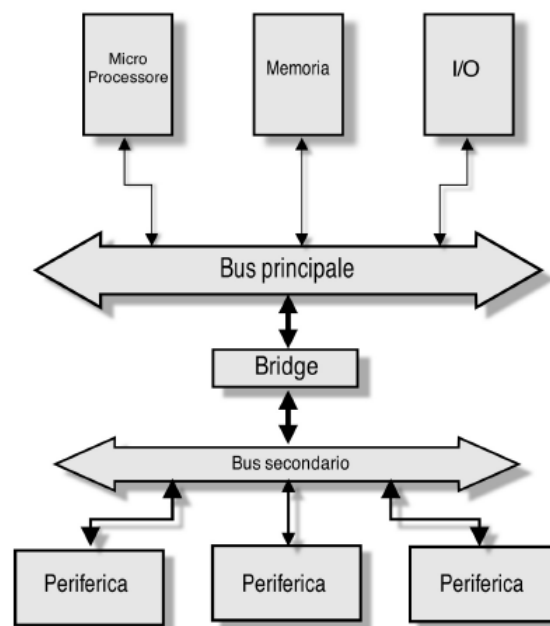 Micro
Processore
Memoria
I/O
Bus principale
Bridge
Bus secondario
Periferica
Periferica
Periferica